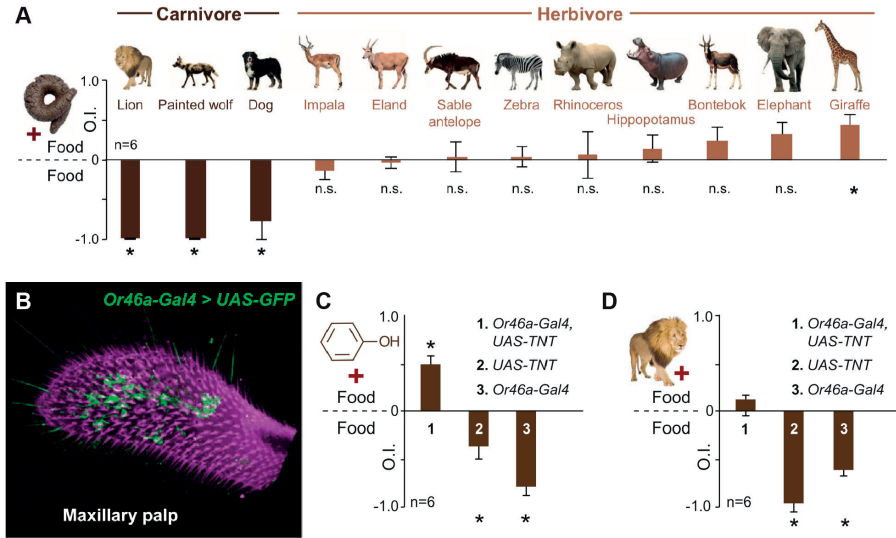 A
Carnivore
Herbivore
1.0
O.I.
0
-1.0
Lion
Painted wolf
Dog
Impala
Eland
Sable
antelope
Zebra
Rhinoceros
Hippopotamus
Bontebok
Elephant
Giraffe
+
Food
Food
n=6
* * *
n.s. n.s. n.s. n.s. n.s. n.s. n.s. n.s. *
B
Or46a-Gal4 > UAS-GFP
Maxillary palp
C
OH
+
Food
Food
1.0
0
-1.0
O.I.
*
1 2 3
* *
n=6
1. Or46a-Gal4,
UAS-TNT
2. UAS-TNT
3. Or46a-Gal4
D
+
Food
Food
1.0
0
-1.0
O.I.
1 2 3
* *
n=6
1. Or46a-Gal4,
UAS-TNT
2. UAS-TNT
3. Or46a-Gal4